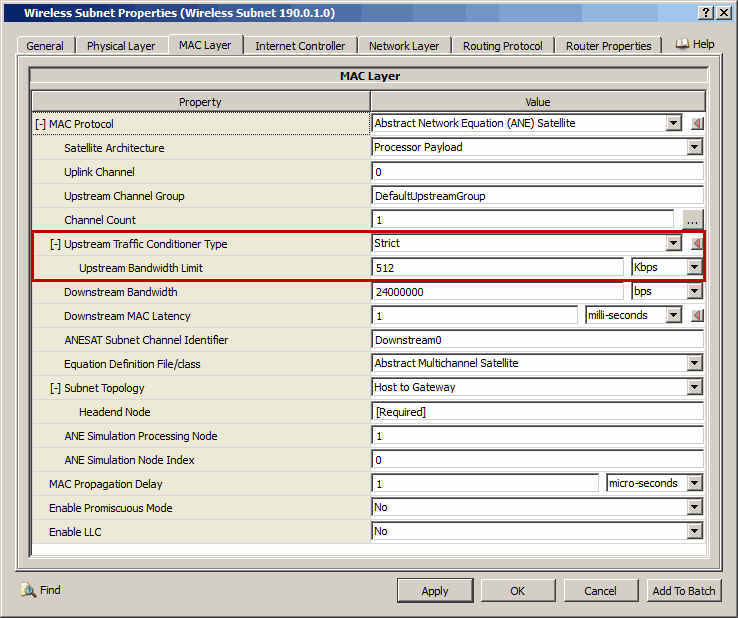 Wireless Subnet Properties (Wireless Subnet 190.0.1.0)
General Physical Layer MAC Layer Internet Controller Network Layer Routing Protocol Router Properties Help
MAC Layer
Property Value
[-] MAC Protocol Abstract Network Equation (ANE) Satellite
Satellite Architecture Processor Payload
Uplink Channel 0
Upstream Channel Group DefaultUpstreamGroup
Channel Count 1 ...
[-] Upstream Traffic Conditioner Type Strict
Upstream Bandwidth Limit 512 Kbps
Downstream Bandwidth 24000000 bps
Downstream MAC Latency 1 milli-seconds
ANESAT Subnet Channel Identifier Downstream0
Equation Definition File/class Abstract Multichannel Satellite
[-] Subnet Topology Host to Gateway
Headend Node [Required]
ANE Simulation Processing Node 1
ANE Simulation Node Index 0
MAC Propagation Delay 1 micro-seconds
Enable Promiscuous Mode No
Enable LLC No
Find Apply OK Cancel Add To Batch